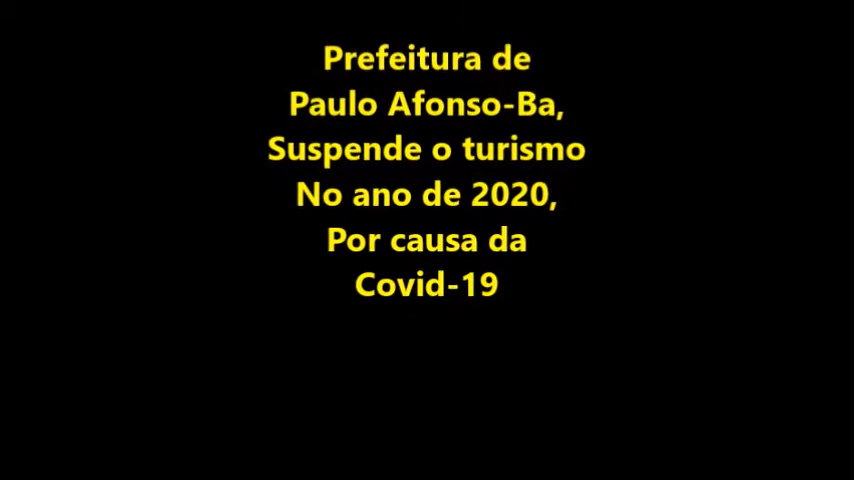 Prefeitura de
Paulo Afonso-Ba,
Suspende o turismo
No ano de 2020,
Por causa da
Covid-19